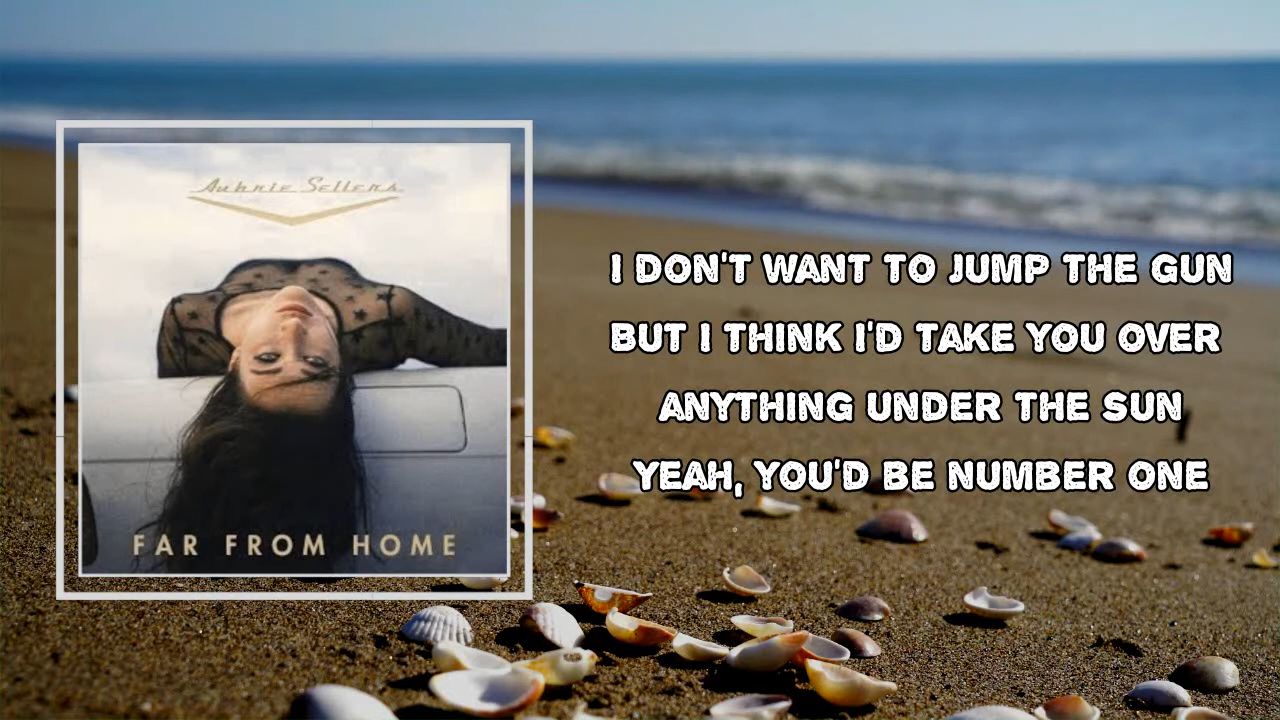 Aubrie Sellers
FAR FROM HOME
I DON'T WANT TO JUMP THE GUN
BUT I THINK I'D TAKE YOU OVER
ANYTHING UNDER THE SUN
YEAH, YOU'D BE NUMBER ONE